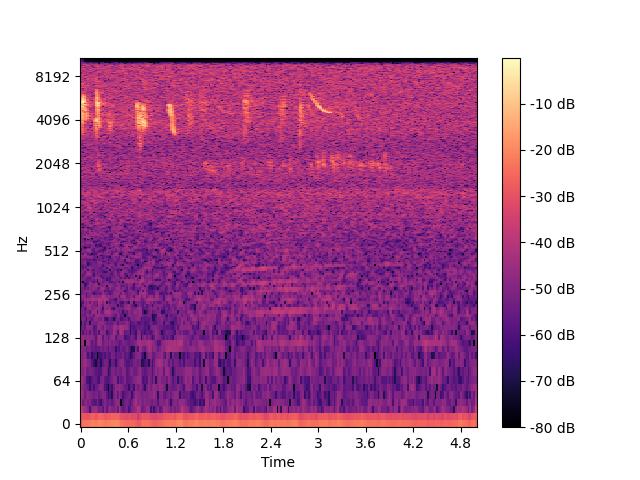 8192
4096
2048
1024
512
256
128
64
0
Hz
0 0.6 1.2 1.8 2.4 3 3.6 4.2 4.8
Time
-10 dB
-20 dB
-30 dB
-40 dB
-50 dB
-60 dB
-70 dB
-80 dB